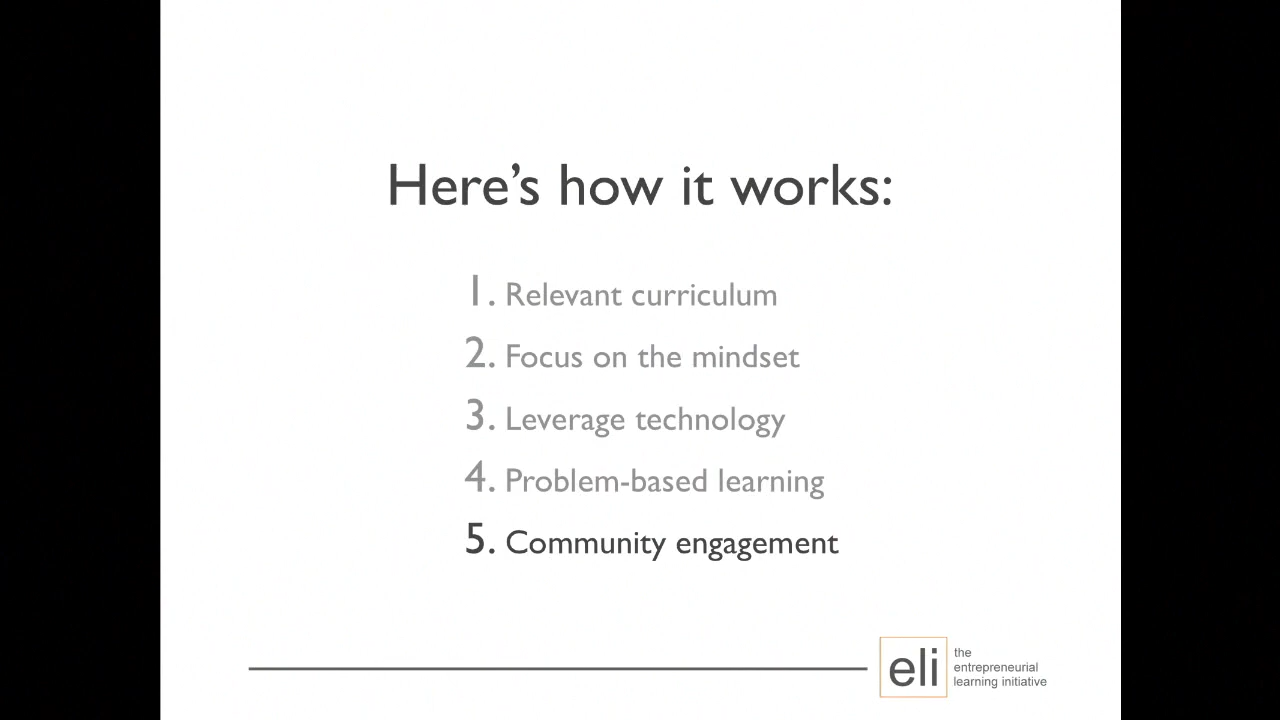 Here’s how it works:
1. Relevant curriculum
2. Focus on the mindset
3. Leverage technology
4. Problem-based learning
5. Community engagement
eli
the
entrepreneurial
learning initiative